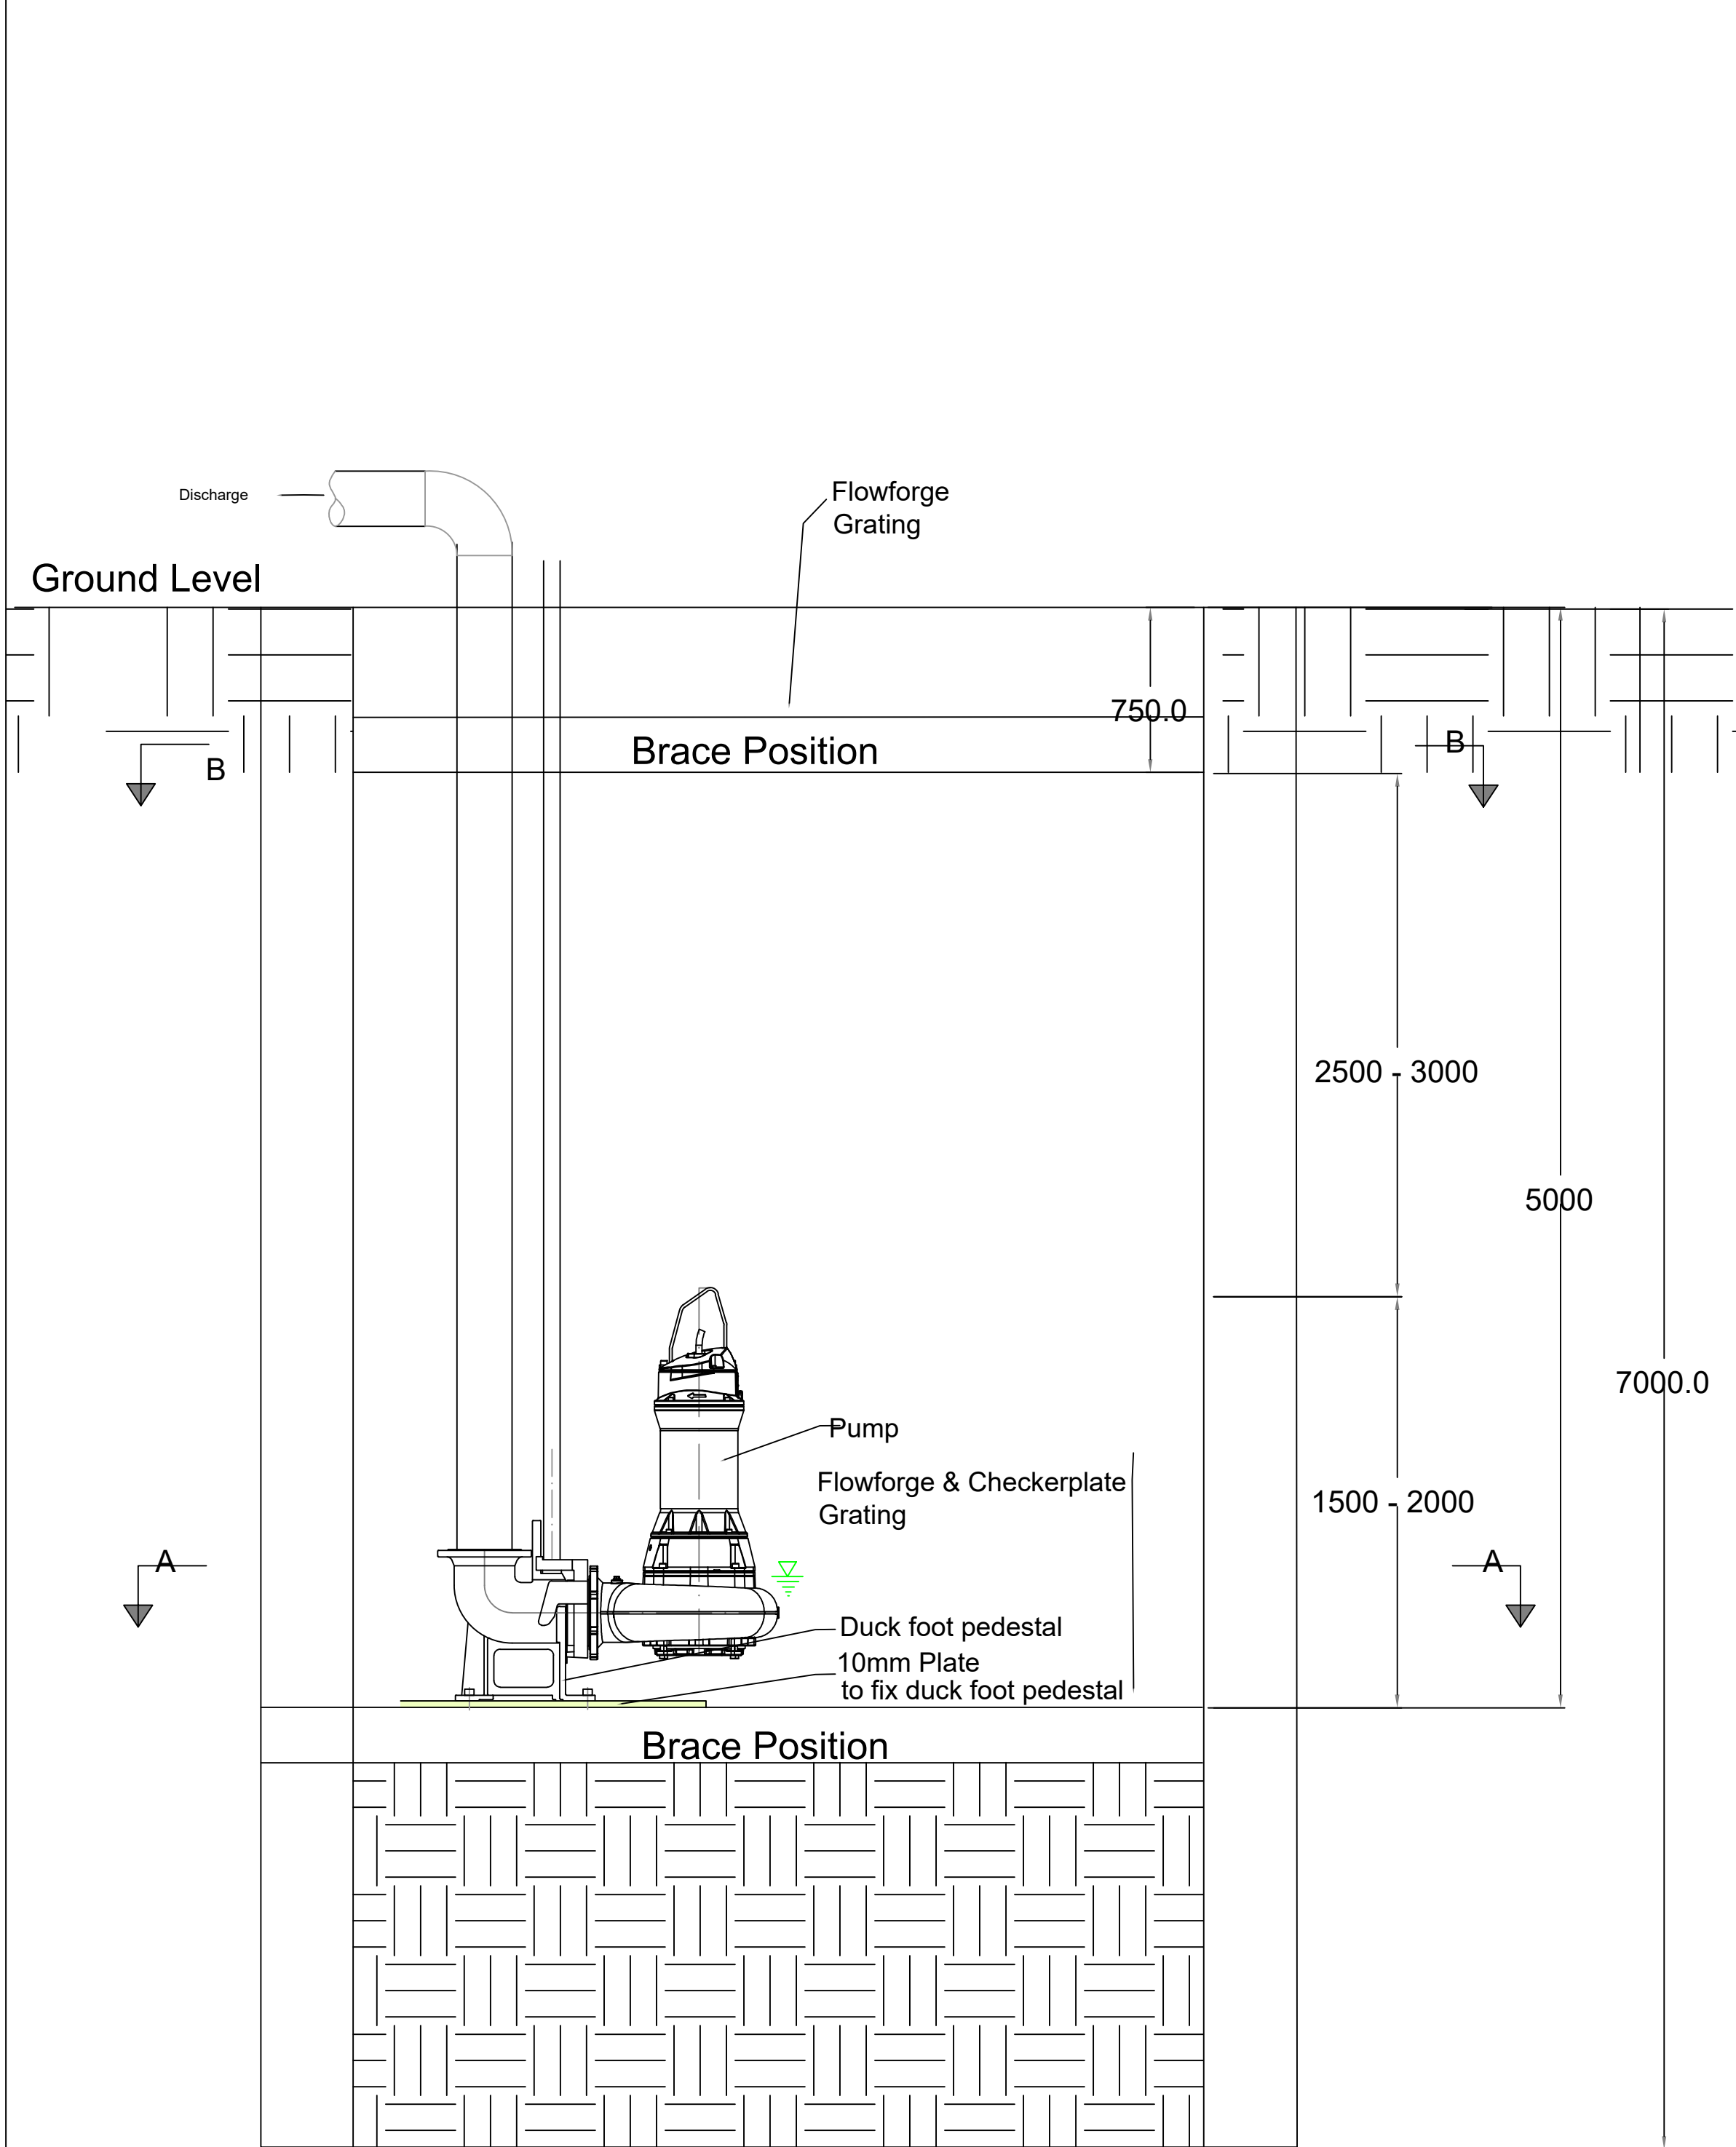 Discharge
Flowforge
Grating
Ground Level
750.0
Brace Position
B
B
2500 - 3000
5000
7000.0
Pump
Flowforge & Checkerplate
Grating
1500 - 2000
A
A
Duck foot pedestal
10mm Plate
to fix duck foot pedestal
Brace Position